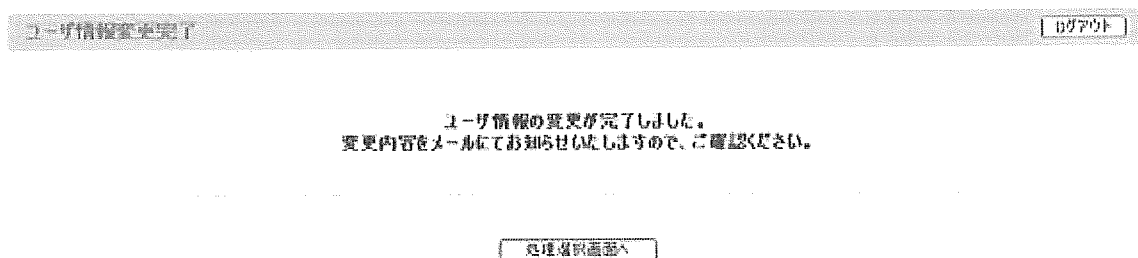 ユーザ情報変更完了
ログアウト
ユーザ情報の変更が完了しました。
変更内容をメールにてお知らせいたしますので、ご確認ください。
処理選択画面へ